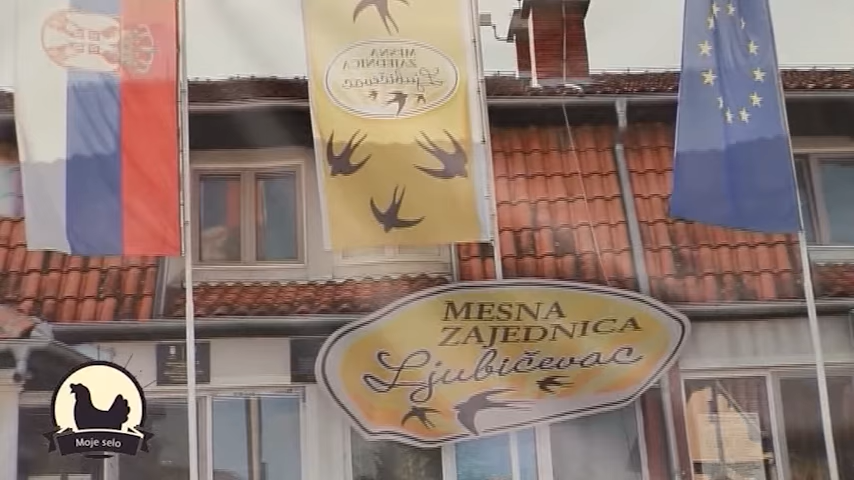 MESNA
ZAJEDNICA
Ljubičevac
MESNA
ZAJEDNICA
Ljubičevac
Moje selo